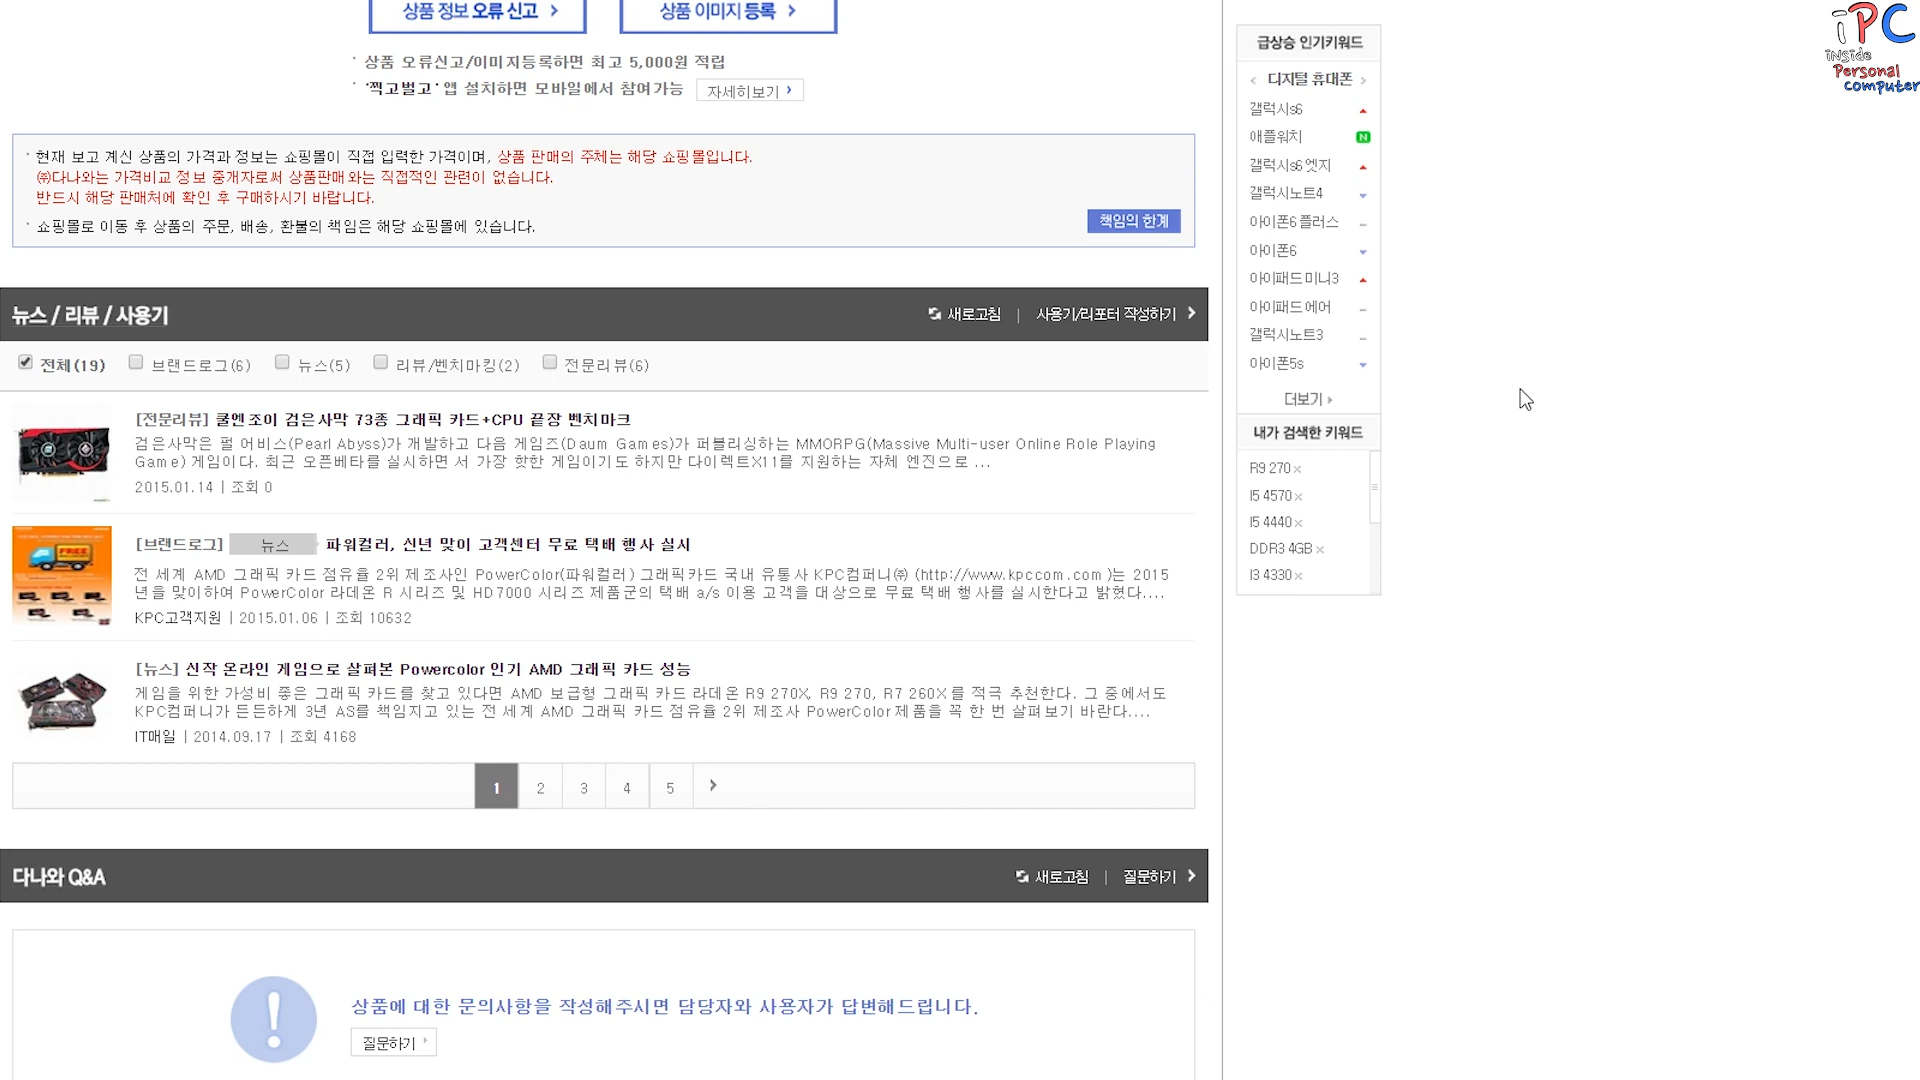 상품 정보 오류 신고 >
상품 이미지 등록 >
· 상품 오류신고/이미지등록하면 최고 5,000원 적립
· '찍고벌고' 앱 설치하면 모바일에서 참여가능 자세히보기 >
· 현재 보고 계신 상품의 가격과 정보는 쇼핑몰이 직접 입력한 가격이며, 상품 판매의 주체는 해당 쇼핑몰입니다.
㈜다나와는 가격비교 정보 중개자로써 상품판매와는 직접적인 관련이 없습니다.
반드시 해당 판매처에 확인 후 구매하시기 바랍니다.
· 쇼핑몰로 이동 후 상품의 주문, 배송, 환불의 책임은 해당 쇼핑몰에 있습니다.
책임의 한계
뉴스 / 리뷰 / 사용기
새로고침 | 사용기/리포터 작성하기 >
전체(19) 브랜드로그(6) 뉴스(5) 리뷰/벤치마킹(2) 전문리뷰(6)
[전문리뷰] 쿨엔조이 검은사막 73종 그래픽 카드+CPU 끝장 벤치마크
검은사막은 펄 어비스(Pearl Abyss)가 개발하고 다음 게임즈(Daum Games)가 퍼블리싱하는 MMORPG(Massive Multi-user Online Role Playing
Game) 게임이다. 최근 오픈베타를 실시하면 서 가장 핫한 게임이기도 하지만 다이렉트X11를 지원하는 자체 엔진으로 ...
2015.01.14 | 조회 0
FREE
[브랜드로그] 뉴스 파워컬러, 신년 맞이 고객센터 무료 택배 행사 실시
전 세계 AMD 그래픽 카드 점유율 2위 제조사인 PowerColor(파워컬러) 그래픽카드 국내 유통사 KPC컴퍼니㈜ (http://www.kpccom.com )는 2015
년을 맞이하여 PowerColor 라데온 R 시리즈 및 HD7000 시리즈 제품군의 택배 a/s 이용 고객을 대상으로 무료 택배 행사를 실시한다고 밝혔다....
KPC고객지원 | 2015.01.06 | 조회 10632
[뉴스] 신작 온라인 게임으로 살펴본 Powercolor 인기 AMD 그래픽 카드 성능
게임을 위한 가성비 좋은 그래픽 카드를 찾고 있다면 AMD 보급형 그래픽 카드 라데온 R9 270X, R9 270, R7 260X를 적극 추천한다. 그 중에서도
KPC컴퍼니가 든든하게 3년 AS를 책임지고 있는 전 세계 AMD 그래픽 카드 점유율 2위 제조사 PowerColor 제품을 꼭 한 번 살펴보기 바란다....
IT매일 | 2014.09.17 | 조회 4168
1 2 3 4 5 >
다나와 Q&A
새로고침 | 질문하기 >
상품에 대한 문의사항을 작성해주시면 담당자와 사용자가 답변해드립니다.
질문하기
급상승 인기키워드
< 디지털 휴대폰 >
갤럭시s6
애플워치 N
갤럭시s6 엣지
갤럭시노트4
아이폰6 플러스
아이폰6
아이패드 미니3
아이패드 에어
갤럭시노트3
아이폰5s
더보기
내가 검색한 키워드
R9 270 ×
I5 4570 ×
I5 4440 ×
DDR3 4GB ×
I3 4330 ×
iPC
iNside
Personal
Computer